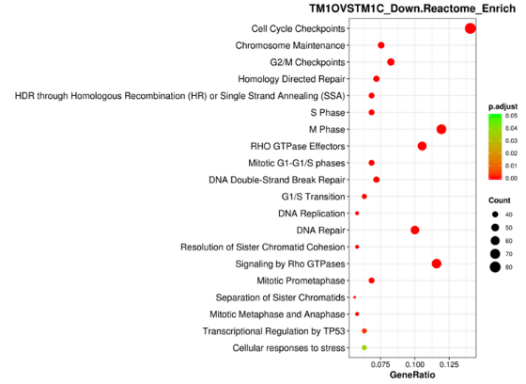 TM1OVSTM1C_Down.Reactome_Enrich
Cell Cycle Checkpoints
Chromosome Maintenance
G2/M Checkpoints
Homology Directed Repair
HDR through Homologous Recombination (HR) or Single Strand Annealing (SSA)
S Phase
M Phase
RHO GTPase Effectors
Mitotic G1-G1/S phases
DNA Double-Strand Break Repair
G1/S Transition
DNA Replication
DNA Repair
Resolution of Sister Chromatid Cohesion
Signaling by Rho GTPases
Mitotic Prometaphase
Separation of Sister Chromatids
Mitotic Metaphase and Anaphase
Transcriptional Regulation by TP53
Cellular responses to stress
0.075 0.100 0.125
GeneRatio
p.adjust
0.05
0.04
0.03
0.02
0.01
0.00
Count
40
50
60
70
80